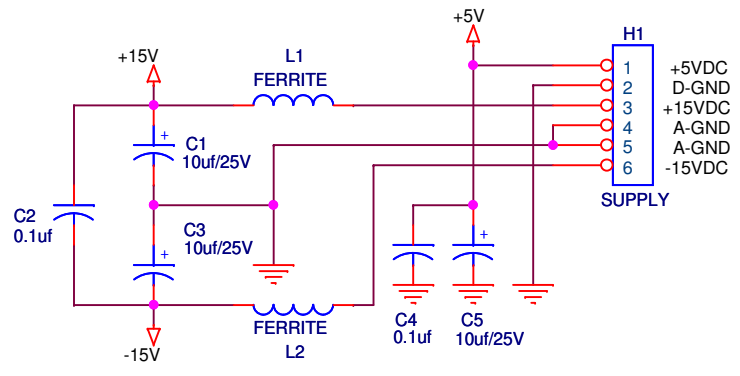 +5V
H1
+15V
L1
FERRITE
1
+5VDC
2
D-GND
3
+15VDC
4
A-GND
5
A-GND
6
-15VDC
SUPPLY
+
C1
10uf/25V
C2
0.1uf
C3
10uf/25V
+
+
FERRITE
L2
-15V
C4
0.1uf
C5
10uf/25V